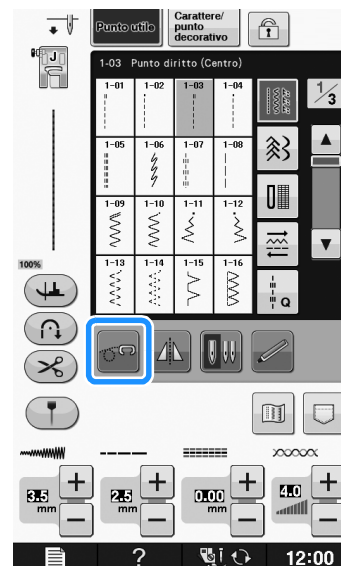 Punto utile
Carattere/
punto
decorativo
J
1-03 Punto diritto (Centro)
1/3
1-01 1-02 1-03 1-04
1-05 1-06 1-07 1-08
1-09 1-10 1-11 1-12
1-13 1-14 1-15 1-16
Q
100%
3.5 mm
2.5 mm
0.00 mm
4.0
+ + + +
− − − −
?
12:00